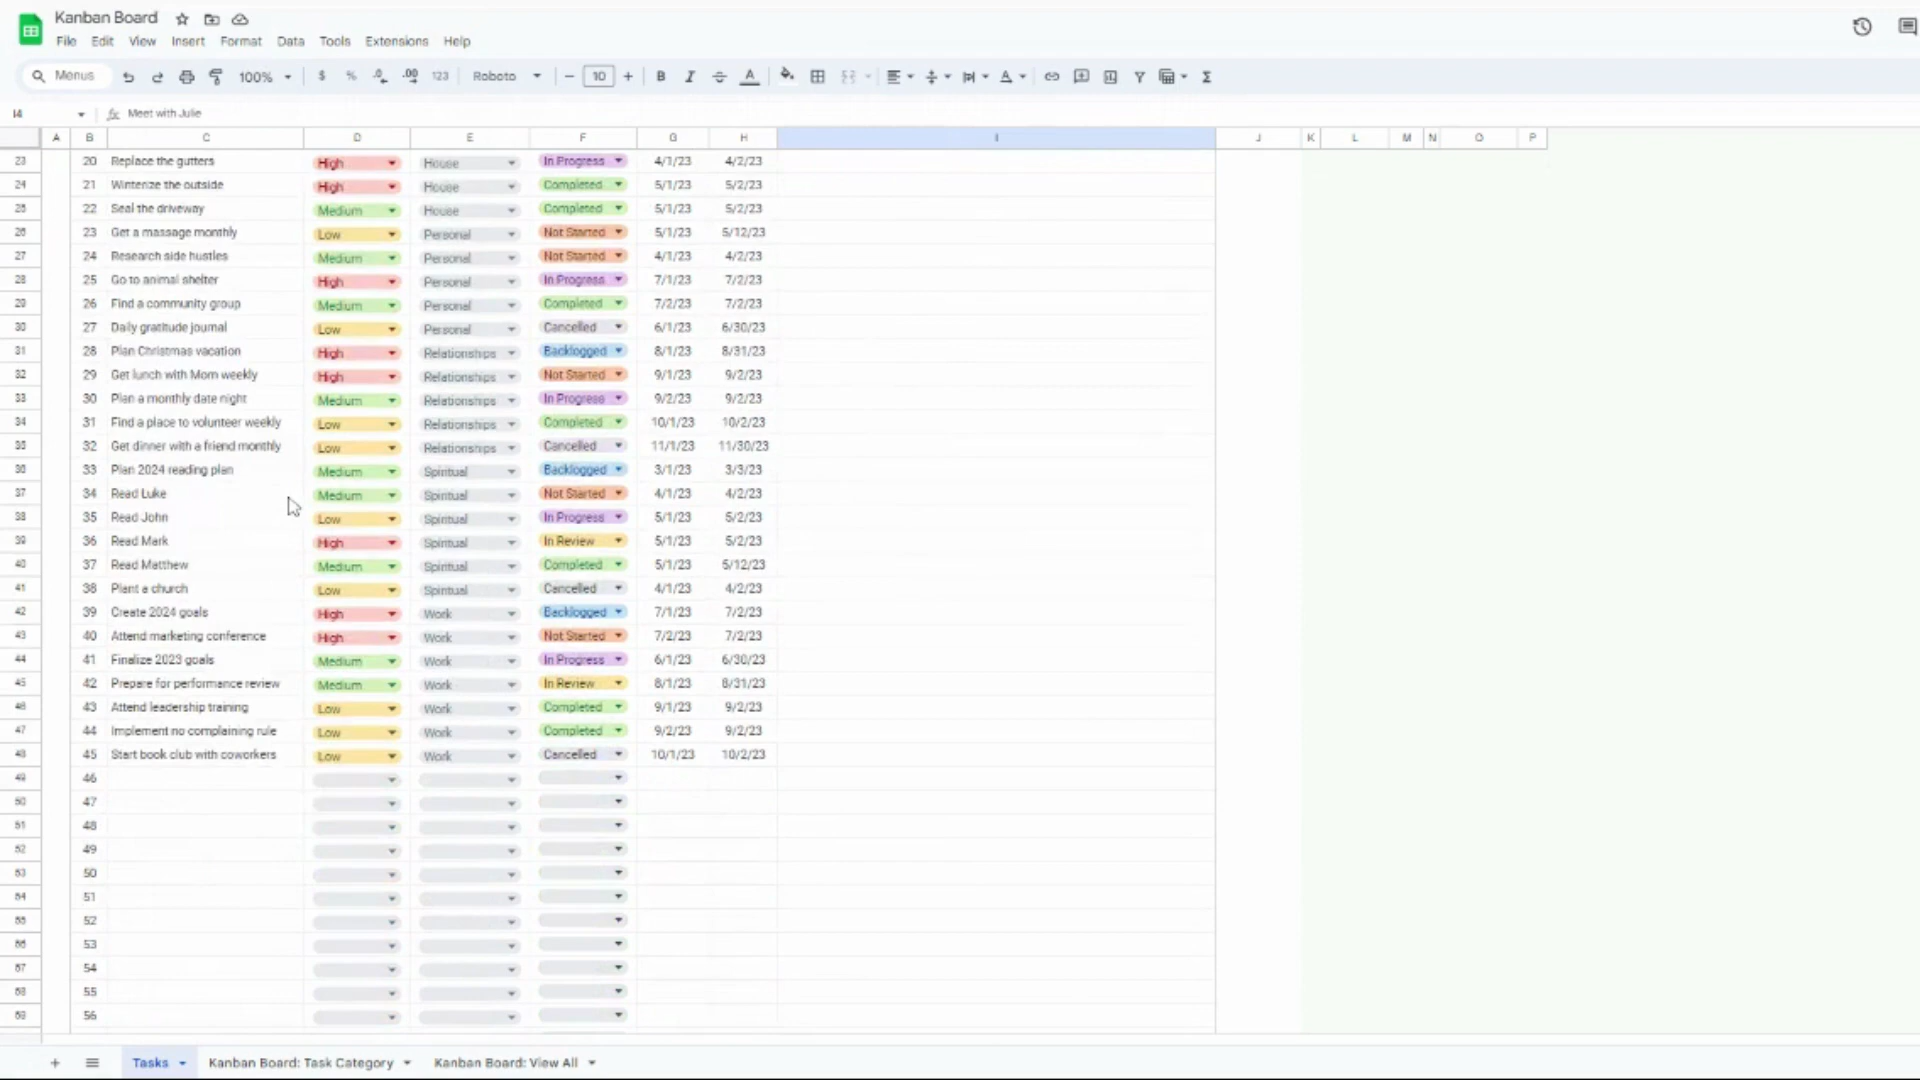 Kanban Board
File Edit View Insert Format Data Tools Extensions Help
Menus 100% $ % .0 .00 123 Roboto − 10 + B I A Σ
I4 fx Meet with Julie
A B C D E F G H I J K L M N O P
23 20 Replace the gutters High House In Progress 4/1/23 4/2/23
24 21 Winterize the outside High House Completed 5/1/23 5/2/23
25 22 Seal the driveway Medium House Completed 5/1/23 5/2/23
26 23 Get a massage monthly Low Personal Not Started 5/1/23 5/12/23
27 24 Research side hustles Medium Personal Not Started 4/1/23 4/2/23
28 25 Go to animal shelter High Personal In Progress 7/1/23 7/2/23
29 26 Find a community group Medium Personal Completed 7/2/23 7/2/23
30 27 Daily gratitude journal Low Personal Cancelled 6/1/23 6/30/23
31 28 Plan Christmas vacation High Relationships Backlogged 8/1/23 8/31/23
32 29 Get lunch with Mom weekly High Relationships Not Started 9/1/23 9/2/23
33 30 Plan a monthly date night Medium Relationships In Progress 9/2/23 9/2/23
34 31 Find a place to volunteer weekly Low Relationships Completed 10/1/23 10/2/23
35 32 Get dinner with a friend monthly Low Relationships Cancelled 11/1/23 11/30/23
36 33 Plan 2024 reading plan Medium Spiritual Backlogged 3/1/23 3/3/23
37 34 Read Luke Medium Spiritual Not Started 4/1/23 4/2/23
38 35 Read John Low Spiritual In Progress 5/1/23 5/2/23
39 36 Read Mark High Spiritual In Review 5/1/23 5/2/23
40 37 Read Matthew Medium Spiritual Completed 5/1/23 5/12/23
41 38 Plant a church Low Spiritual Cancelled 4/1/23 4/2/23
42 39 Create 2024 goals High Work Backlogged 7/1/23 7/2/23
43 40 Attend marketing conference High Work Not Started 7/2/23 7/2/23
44 41 Finalize 2023 goals Medium Work In Progress 6/1/23 6/30/23
45 42 Prepare for performance review Medium Work In Review 8/1/23 8/31/23
46 43 Attend leadership training Low Work Completed 9/1/23 9/2/23
47 44 Implement no complaining rule Low Work Completed 9/2/23 9/2/23
48 45 Start book club with coworkers Low Work Cancelled 10/1/23 10/2/23
49 46
50 47
51 48
52 49
53 50
54 51
55 52
56 53
57 54
58 55
59 56
+ Tasks Kanban Board: Task Category Kanban Board: View All